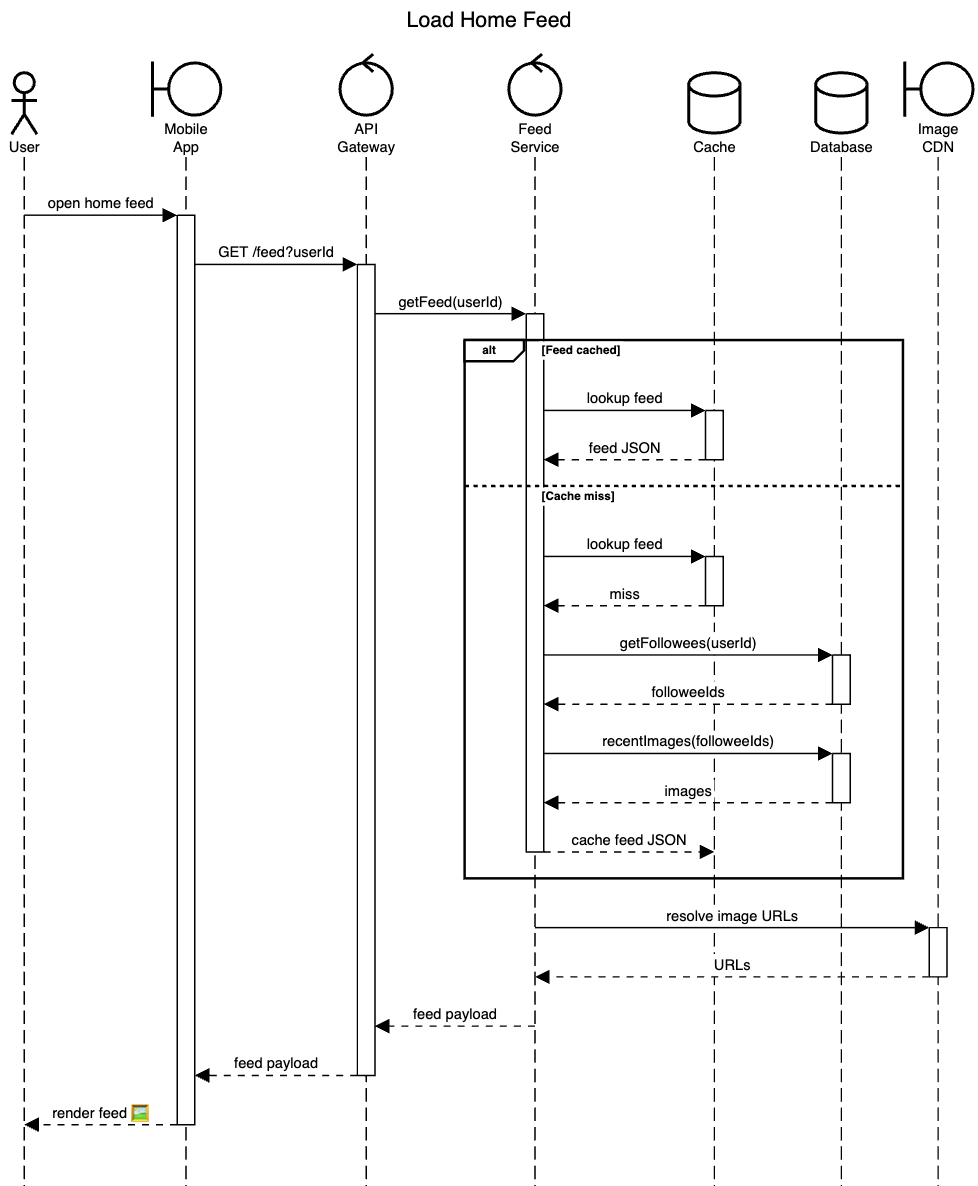 Load Home Feed
User
Mobile
App
API
Gateway
Feed
Service
Cache
Database
Image
CDN
open home feed
GET /feed?userId
getFeed(userId)
alt
[Feed cached]
lookup feed
feed JSON
[Cache miss]
lookup feed
miss
getFollowees(userId)
followeeIds
recentImages(followeeIds)
images
cache feed JSON
resolve image URLs
URLs
feed payload
feed payload
render feed 🖼️